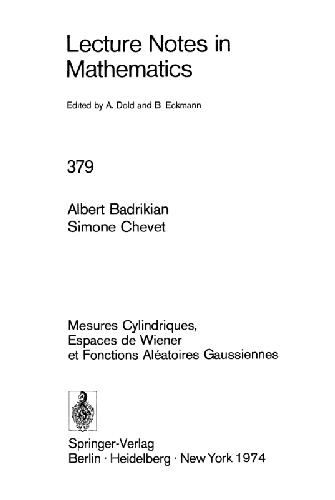 Lecture Notes in
Mathematics
Edited by A. Dold and B. Eckmann
379
Albert Badrikian
Simone Chevet
Mesures Cylindriques,
Espaces de Wiener
et Fonctions Aléatoires Gaussiennes
Springer-Verlag
Berlin · Heidelberg · New York 1974